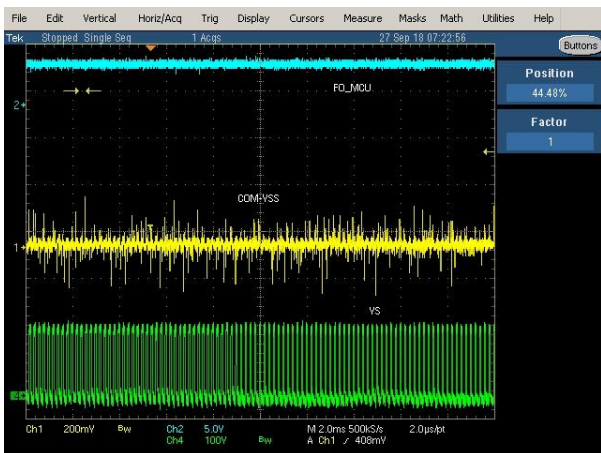 File Edit Vertical Horiz/Acq Trig Display Cursors Measure Masks Math Utilities Help
Tek Stopped Single Seq 1 Acqs 27 Sep 18 07:22:56
Buttons
Position
44.48%
Factor
1
FO_MCU
2
COM-VSS
1
VS
Ch1 200mV Bw Ch2 5.0V M 2.0ms 500kS/s 2.0µs/pt
Ch4 100V Bw A Ch1 408mV